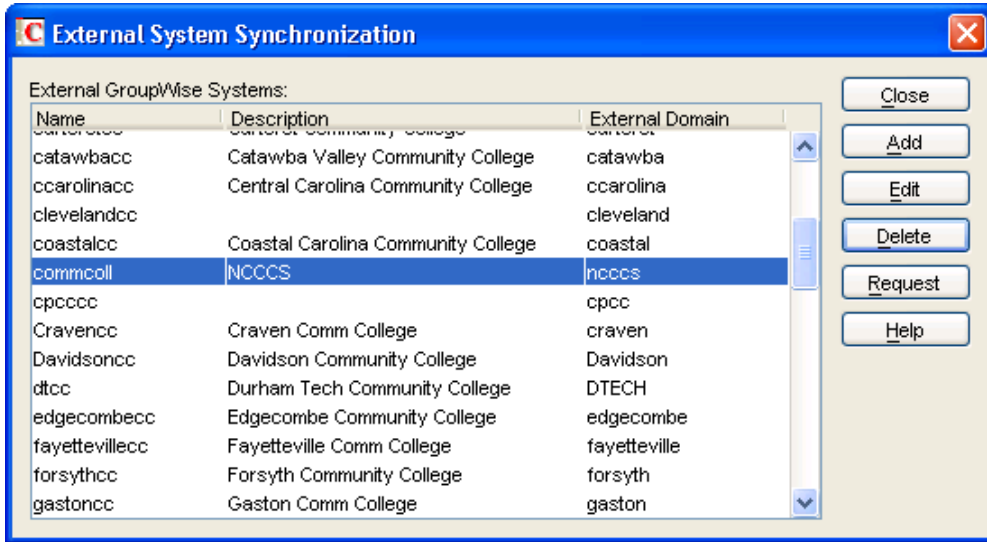 External System Synchronization
External GroupWise Systems:
Name Description External Domain
catawbacc Catawba Valley Community College catawba
ccarolinacc Central Carolina Community College ccarolina
clevelandcc cleveland
coastalcc Coastal Carolina Community College coastal
commcoll NCCCS ncccs
cpcccc cpcc
Cravencc Craven Comm College craven
Davidsoncc Davidson Community College Davidson
dtcc Durham Tech Community College DTECH
edgecombecc Edgecombe Community College edgecombe
fayettevillecc Fayetteville Comm College fayetteville
forsythcc Forsyth Community College forsyth
gastoncc Gaston Comm College gaston
Close
Add
Edit
Delete
Request
Help